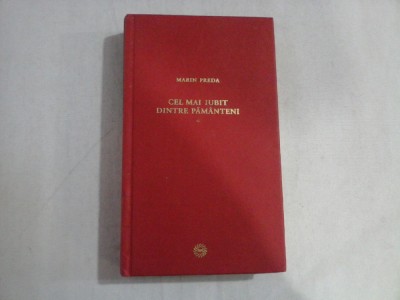 MARIN PREDA
CEL MAI IUBIT
DINTRE PĂMÂNTENI
*